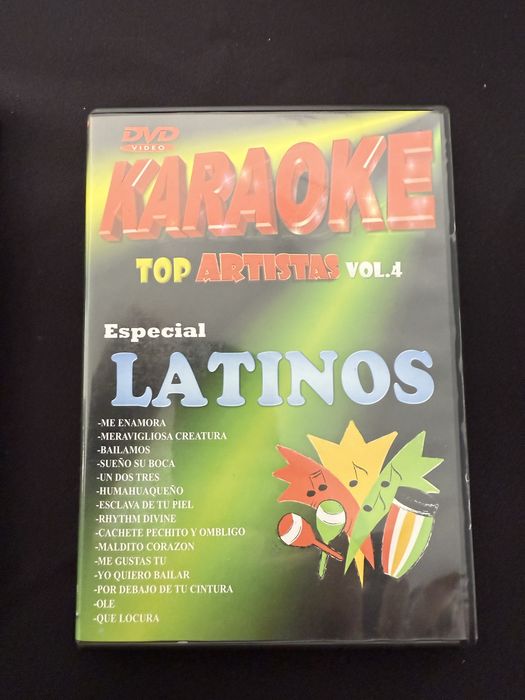 DVD
VIDEO
KARAOKE
TOP ARTISTAS VOL.4
Especial
LATINOS
-ME ENAMORA
-MERAVIGLIOSA CREATURA
-BAILAMOS
-SUEÑO SU BOCA
-UN DOS TRES
-HUMAHUAQUEÑO
-ESCLAVA DE TU PIEL
-RHYTHM DIVINE
-CACHETE PECHITO Y OMBLIGO
-MALDITO CORAZON
-ME GUSTAS TU
-YO QUIERO BAILAR
-POR DEBAJO DE TU CINTURA
-OLE
-QUE LOCURA